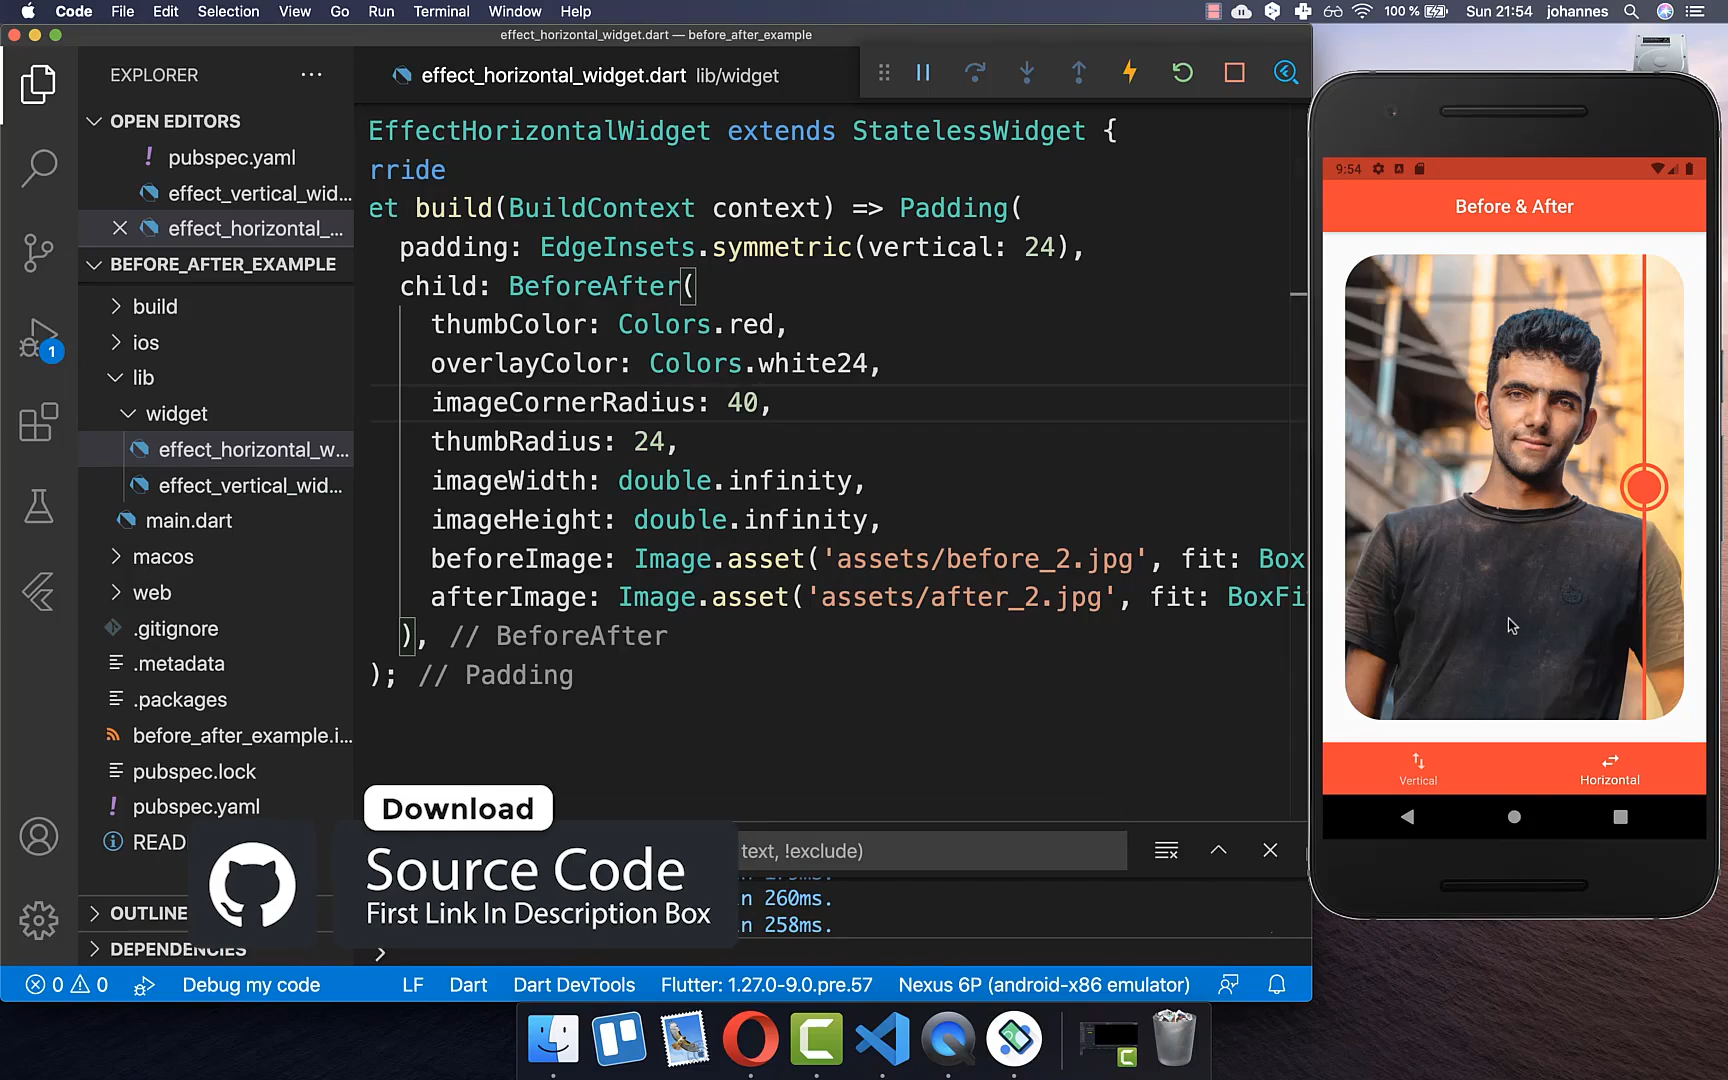 Code File Edit Selection View Go Run Terminal Window Help
100 % Sun 21:54 johannes
effect_horizontal_widget.dart — before_after_example
EXPLORER
OPEN EDITORS
! pubspec.yaml
effect_vertical_wid...
effect_horizontal_...
BEFORE_AFTER_EXAMPLE
build
ios
lib
widget
effect_horizontal_w...
effect_vertical_wid...
main.dart
macos
web
.gitignore
.metadata
.packages
before_after_example.i...
pubspec.lock
! pubspec.yaml
READ
OUTLINE
DEPENDENCIES
1
effect_horizontal_widget.dart lib/widget
EffectHorizontalWidget extends StatelessWidget {
rride
et build(BuildContext context) => Padding(
padding: EdgeInsets.symmetric(vertical: 24),
child: BeforeAfter(
thumbColor: Colors.red,
overlayColor: Colors.white24,
imageCornerRadius: 40,
thumbRadius: 24,
imageWidth: double.infinity,
imageHeight: double.infinity,
beforeImage: Image.asset('assets/before_2.jpg', fit: Box
afterImage: Image.asset('assets/after_2.jpg', fit: BoxFi
), // BeforeAfter
); // Padding
Download
Source Code
First Link In Description Box
text, !exclude)
n 260ms.
n 258ms.
0 0 Debug my code LF Dart Dart DevTools Flutter: 1.27.0-9.0.pre.57 Nexus 6P (android-x86 emulator)
9:54
Before & After
Vertical
Horizontal